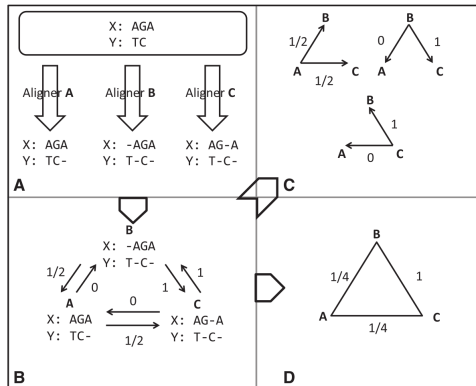 X: AGA
Y: TC
Aligner A
Aligner B
Aligner C
X: AGA
Y: TC-
X: -AGA
Y: T-C-
X: AG-A
Y: T-C-
A
B
1/2
A
1/2
C
B
0
1
A
C
B
1
A
0
C
C
B
X: -AGA
Y: T-C-
1/2
0
1
1
A
0
C
X: AGA
Y: TC-
1/2
X: AG-A
Y: T-C-
B
B
1/4
1
A
1/4
C
D